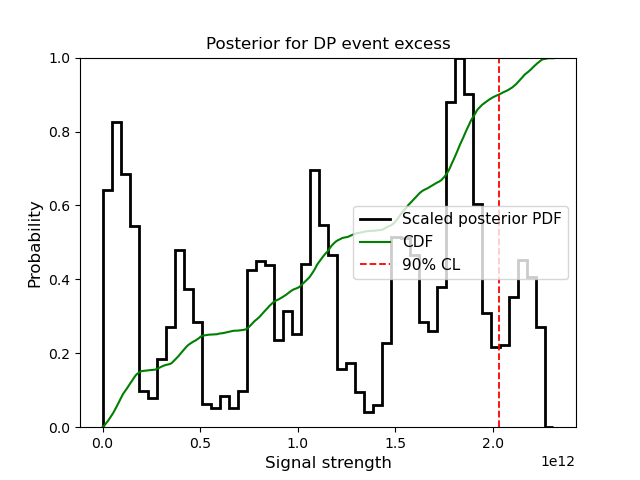 Posterior for DP event excess
Probability
1.0
0.8
0.6
0.4
0.2
0.0
Scaled posterior PDF
CDF
90% CL
0.0 0.5 1.0 1.5 2.0
1e12
Signal strength